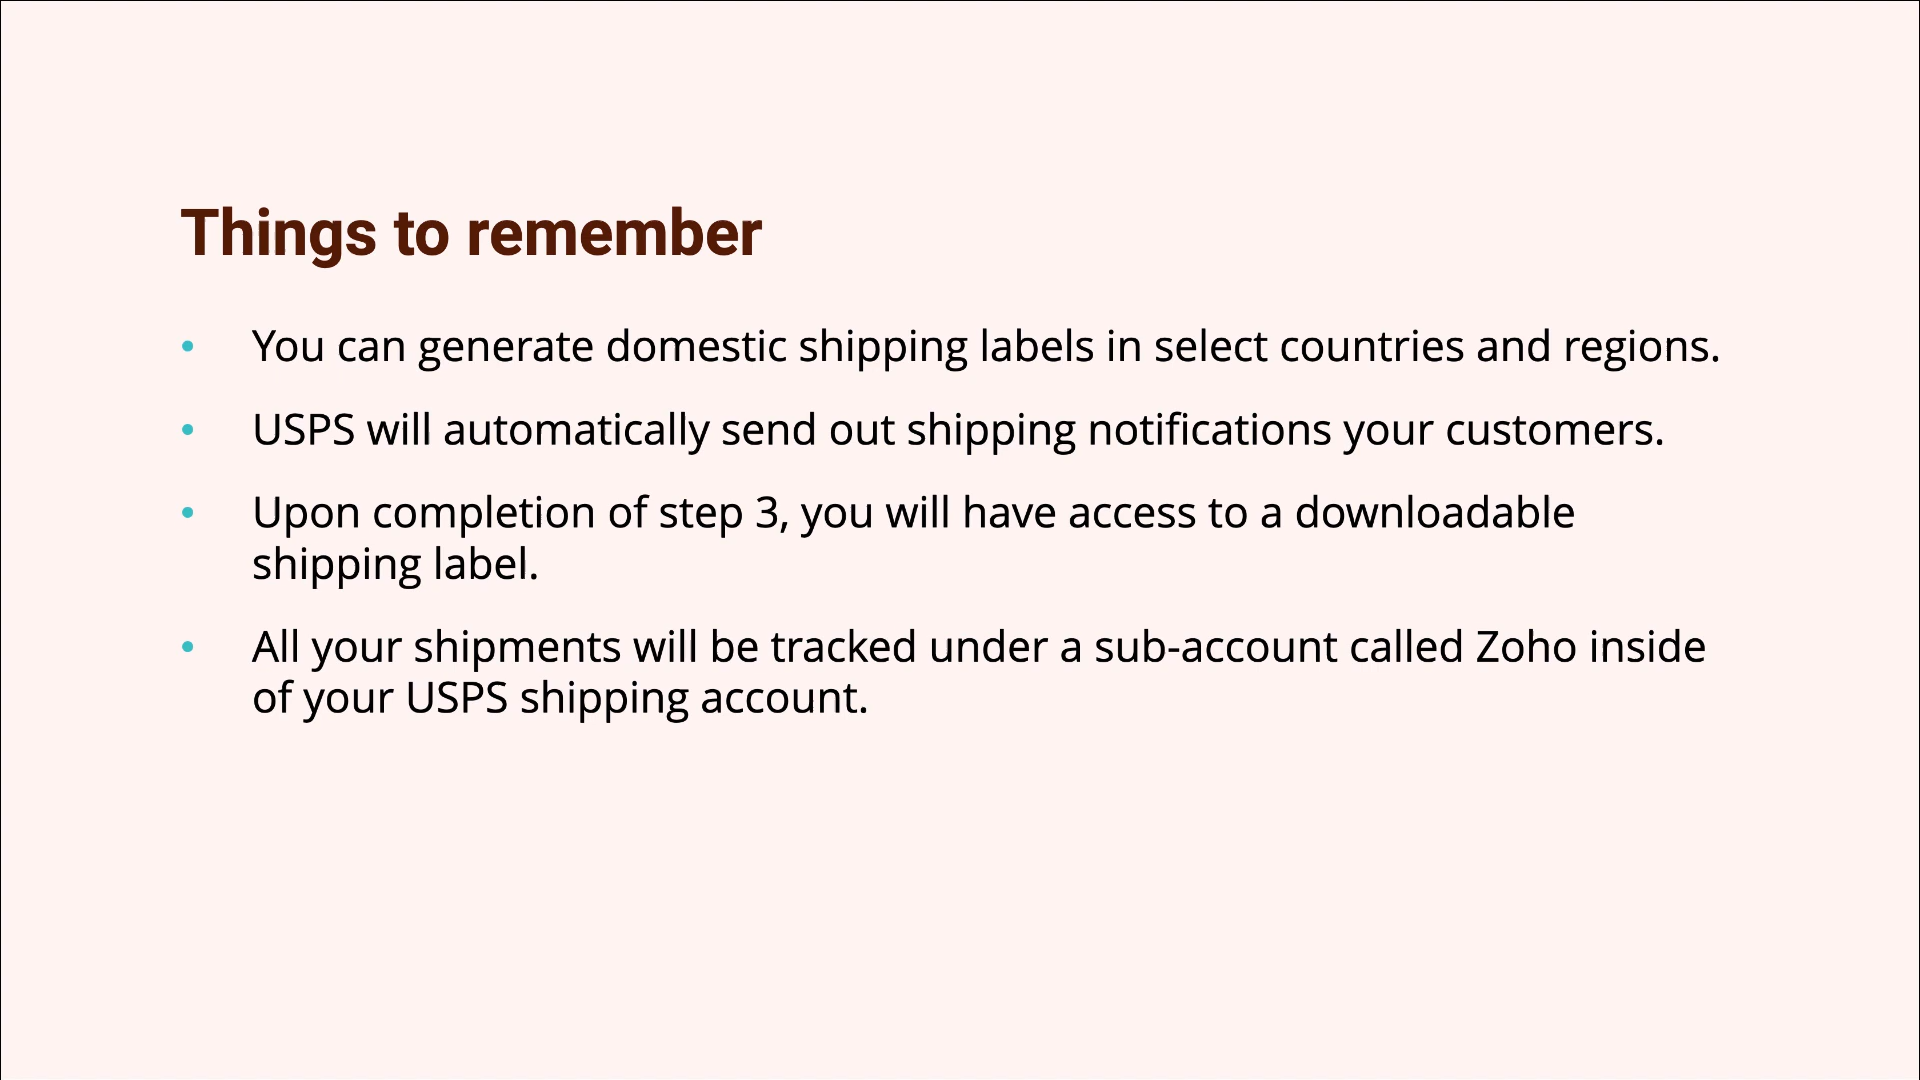 Things to remember
• You can generate domestic shipping labels in select countries and regions.
• USPS will automatically send out shipping notifications your customers.
• Upon completion of step 3, you will have access to a downloadable
shipping label.
• All your shipments will be tracked under a sub-account called Zoho inside
of your USPS shipping account.